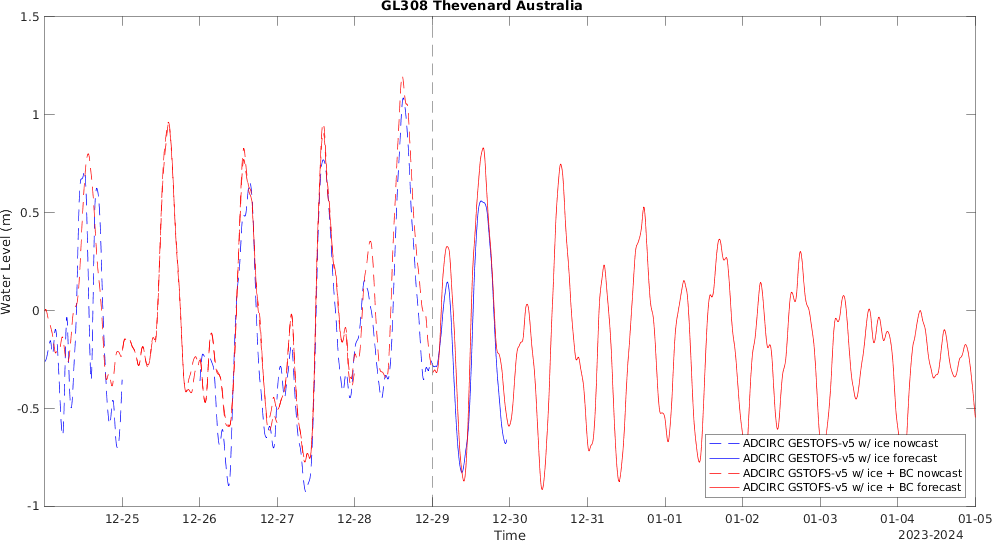 GL308 Thevenard Australia
1.5
1
0.5
0
-0.5
-1
Water Level (m)
12-25 12-26 12-27 12-28 12-29 12-30 12-31 01-01 01-02 01-03 01-04 01-05
Time
2023-2024
ADCIRC GESTOFS-v5 w/ ice nowcast
ADCIRC GESTOFS-v5 w/ ice forecast
ADCIRC GSTOFS-v5 w/ ice + BC nowcast
ADCIRC GSTOFS-v5 w/ ice + BC forecast